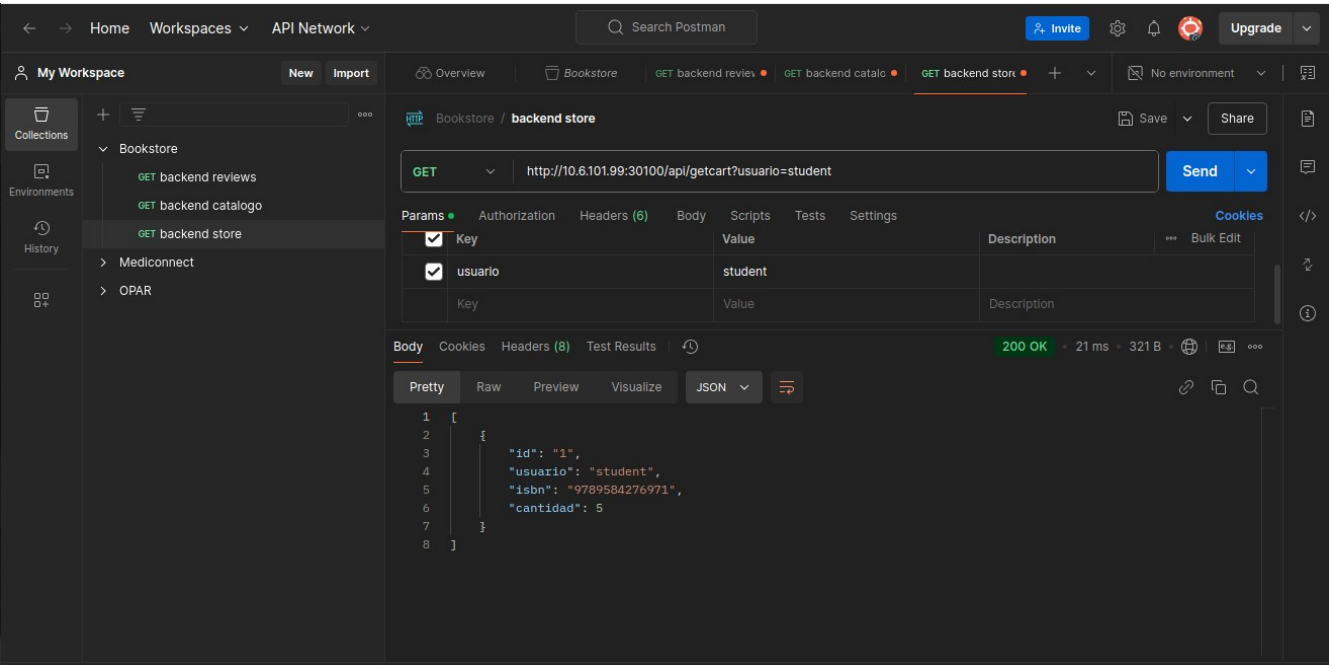 Home Workspaces API Network Search Postman Invite Upgrade
My Workspace New Import Overview Bookstore GET backend review GET backend catalo GET backend store No environment
Collections
Environments
History
Bookstore
GET backend reviews
GET backend catalogo
GET backend store
Mediconnect
OPAR
HTTP Bookstore / backend store Save Share
GET http://10.6.101.99:30100/api/getcart?usuario=student Send
Params Authorization Headers (6) Body Scripts Tests Settings Cookies
Key Value Description Bulk Edit
usuario student
Key Value Description
Body Cookies Headers (8) Test Results 200 OK 21 ms 321 B e.g.
Pretty Raw Preview Visualize JSON
1 [
2 {
3 "id": "1",
4 "usuario": "student",
5 "isbn": "9789584276971",
6 "cantidad": 5
7 }
8 ]